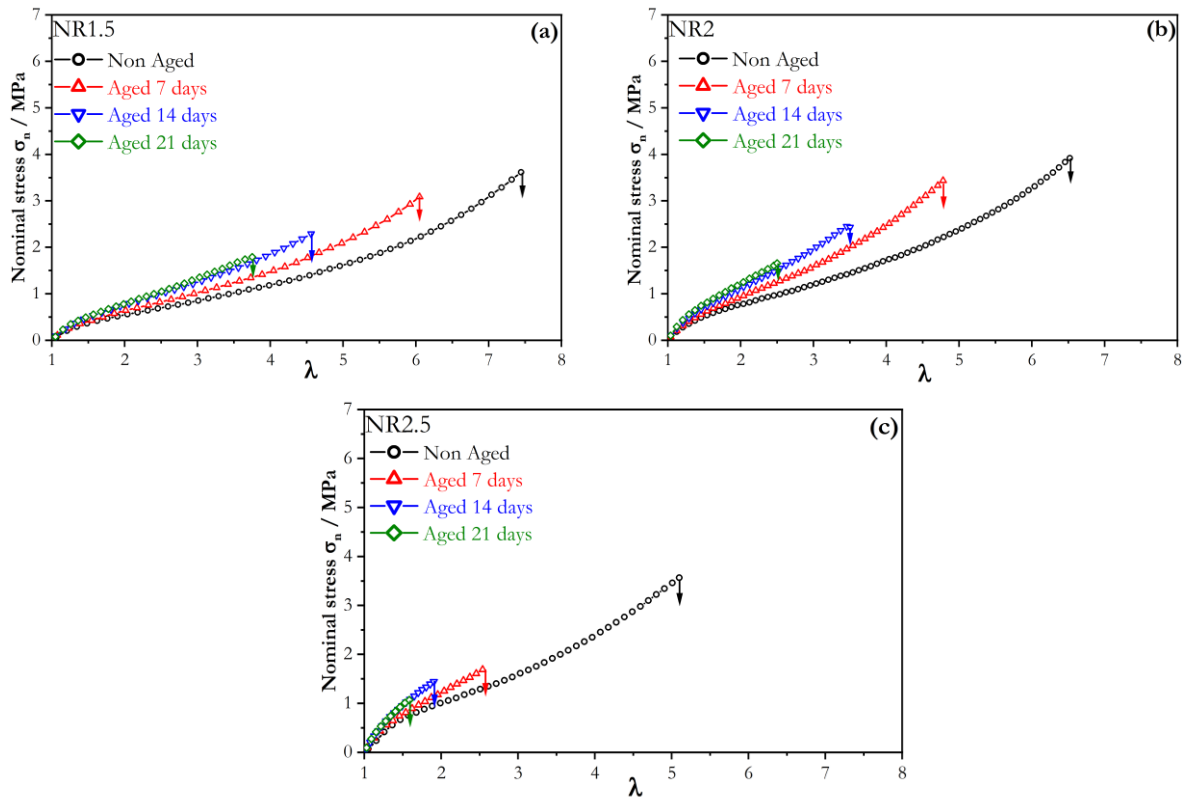 NR1.5
(a)
Non Aged
Aged 7 days
Aged 14 days
Aged 21 days
Nominal stress σn / MPa
7
6
5
4
3
2
1
0
1 2 3 4 5 6 7 8
λ
NR2
(b)
Non Aged
Aged 7 days
Aged 14 days
Aged 21 days
Nominal stress σn / MPa
7
6
5
4
3
2
1
0
1 2 3 4 5 6 7 8
λ
NR2.5
(c)
Non Aged
Aged 7 days
Aged 14 days
Aged 21 days
Nominal stress σn / MPa
7
6
5
4
3
2
1
0
1 2 3 4 5 6 7 8
λ